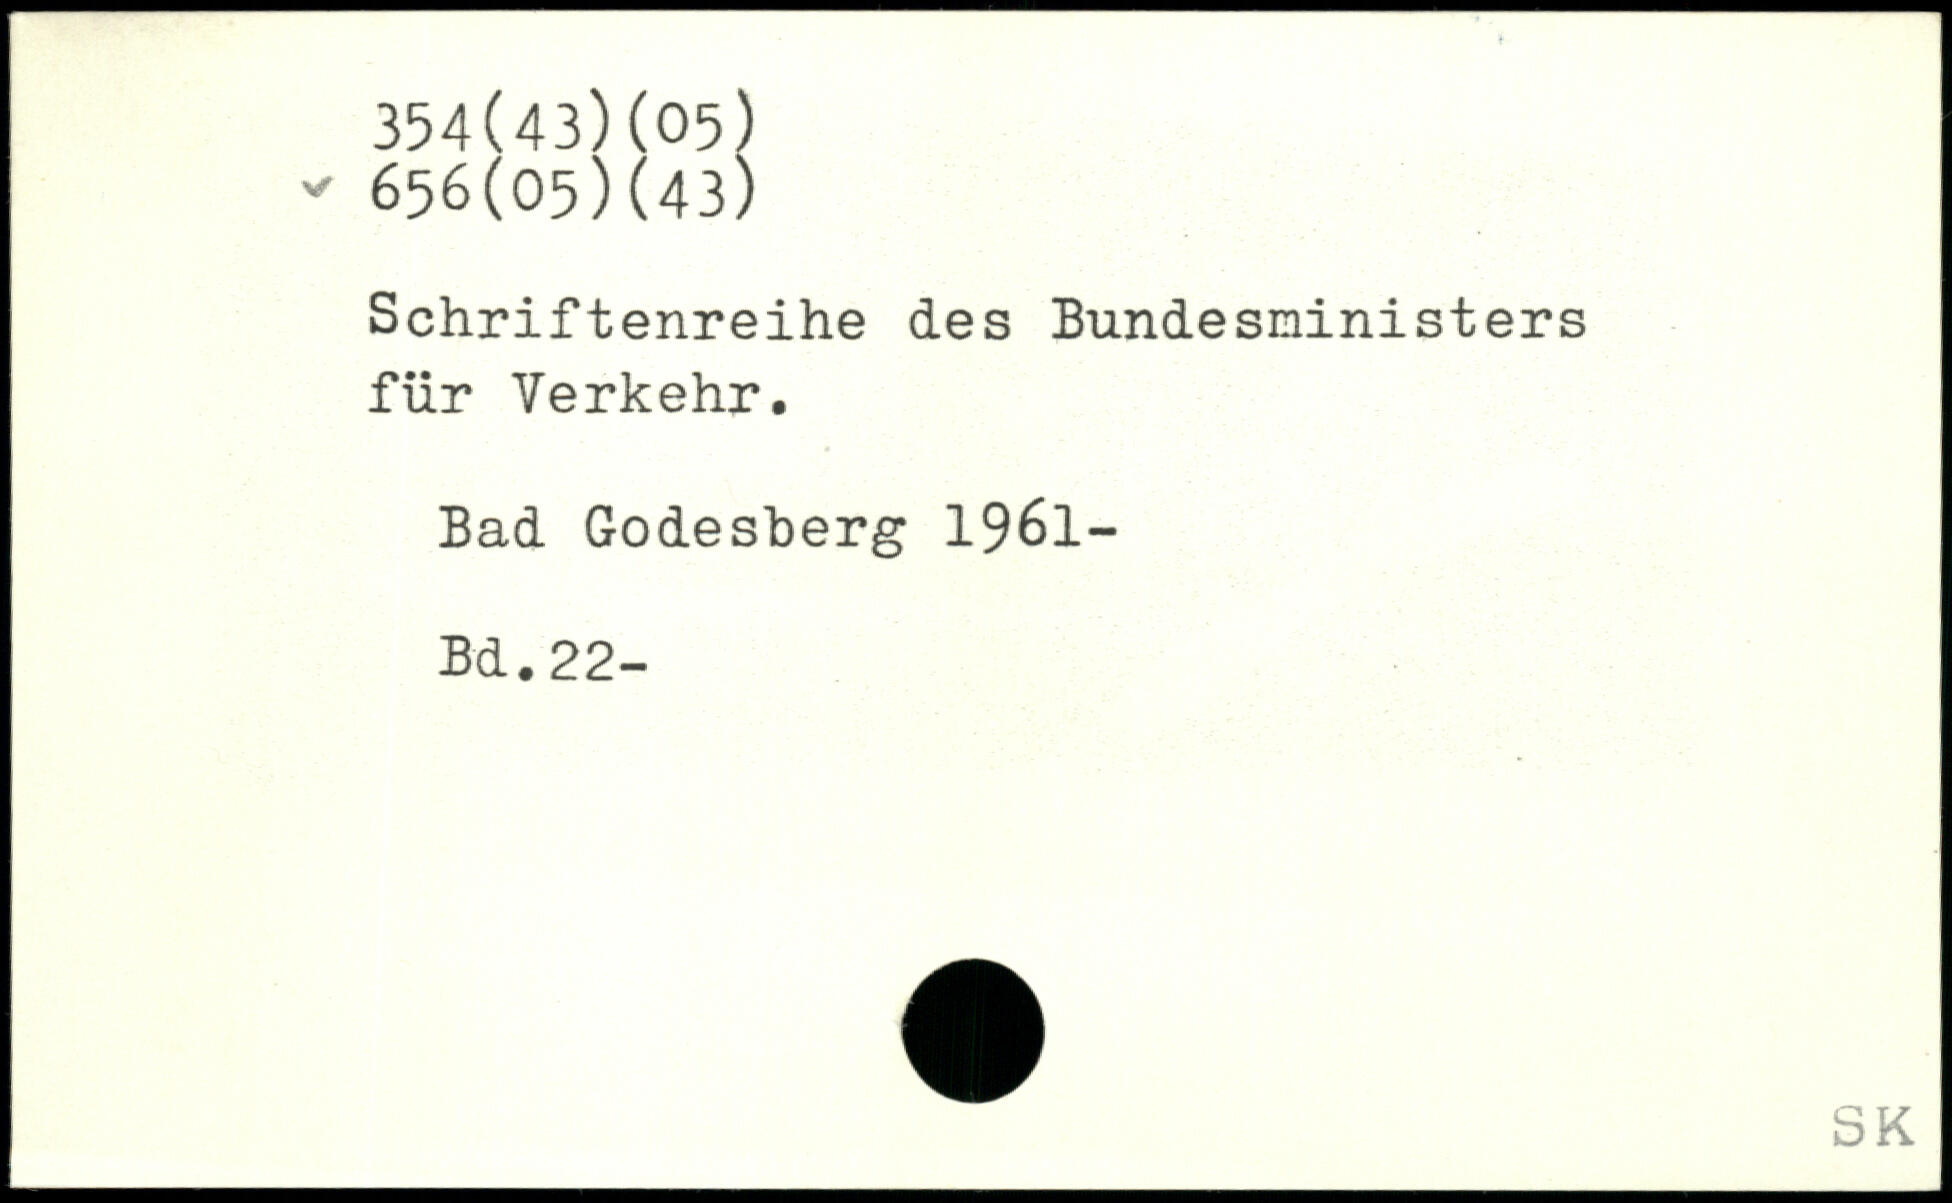 354(43)(05)
✓ 656(05)(43)
Schriftenreihe des Bundesministers
für Verkehr.
Bad Godesberg 1961-
Bd.22-
SK